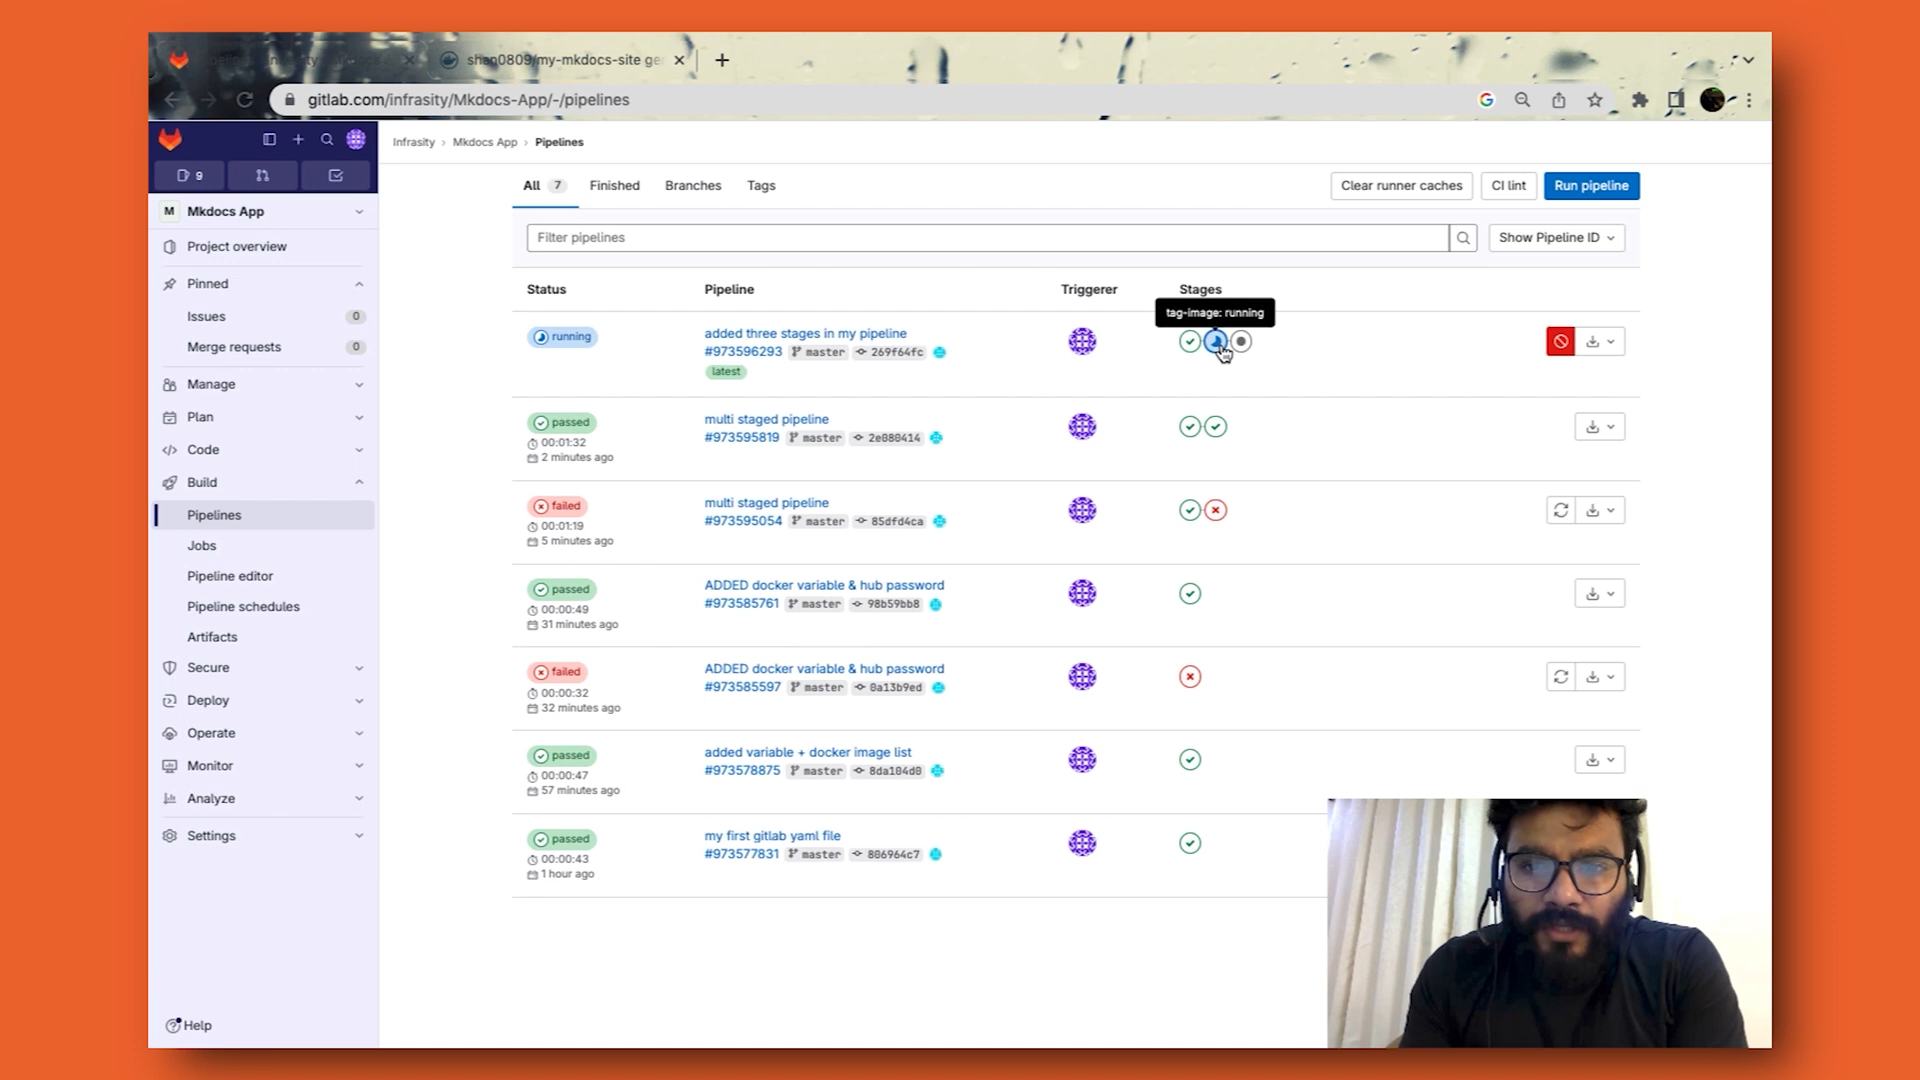 shan0809/my-mkdocs-site ge
gitlab.com/infrasity/Mkdocs-App/-/pipelines
Infrasity › Mkdocs App › Pipelines
9
M Mkdocs App
Project overview
Pinned
Issues 0
Merge requests 0
Manage
Plan
Code
Build
Pipelines
Jobs
Pipeline editor
Pipeline schedules
Artifacts
Secure
Deploy
Operate
Monitor
Analyze
Settings
Help
All 7 Finished Branches Tags
Clear runner caches CI lint Run pipeline
Filter pipelines
Show Pipeline ID
Status Pipeline Triggerer Stages
tag-image: running
running
added three stages in my pipeline
#973596293 master 269f64fc
latest
passed
00:01:32
2 minutes ago
multi staged pipeline
#973595819 master 2e080414
failed
00:01:19
5 minutes ago
multi staged pipeline
#973595054 master 85dfd4ca
passed
00:00:49
31 minutes ago
ADDED docker variable & hub password
#973585761 master 98b59bb8
failed
00:00:32
32 minutes ago
ADDED docker variable & hub password
#973585597 master 0a13b9ed
passed
00:00:47
57 minutes ago
added variable + docker image list
#973578875 master 8da104d0
passed
00:00:43
1 hour ago
my first gitlab yaml file
#973577831 master 806964c7